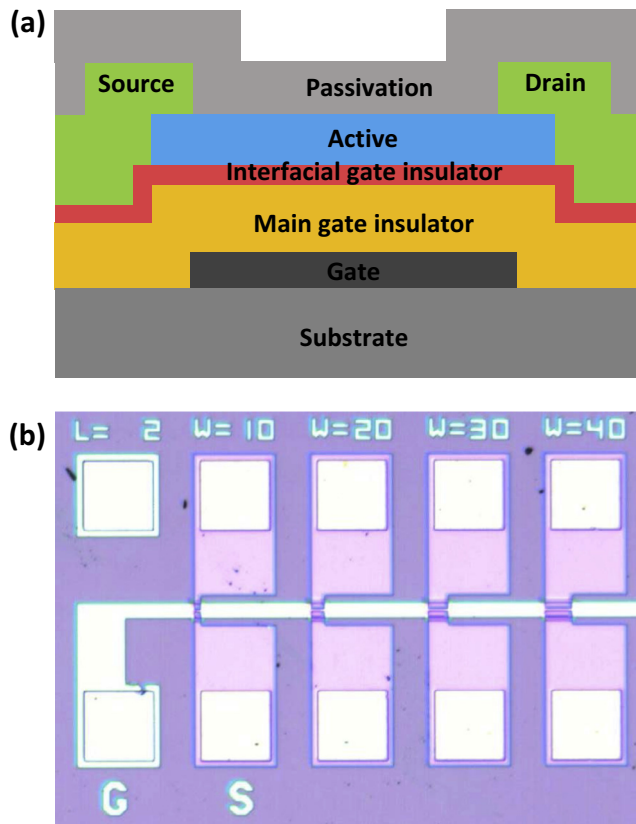 (a)
Source
Passivation
Drain
Active
Interfacial gate insulator
Main gate insulator
Gate
Substrate
(b)
L= 2 W= 10 W=20 W=30 W=40
G S